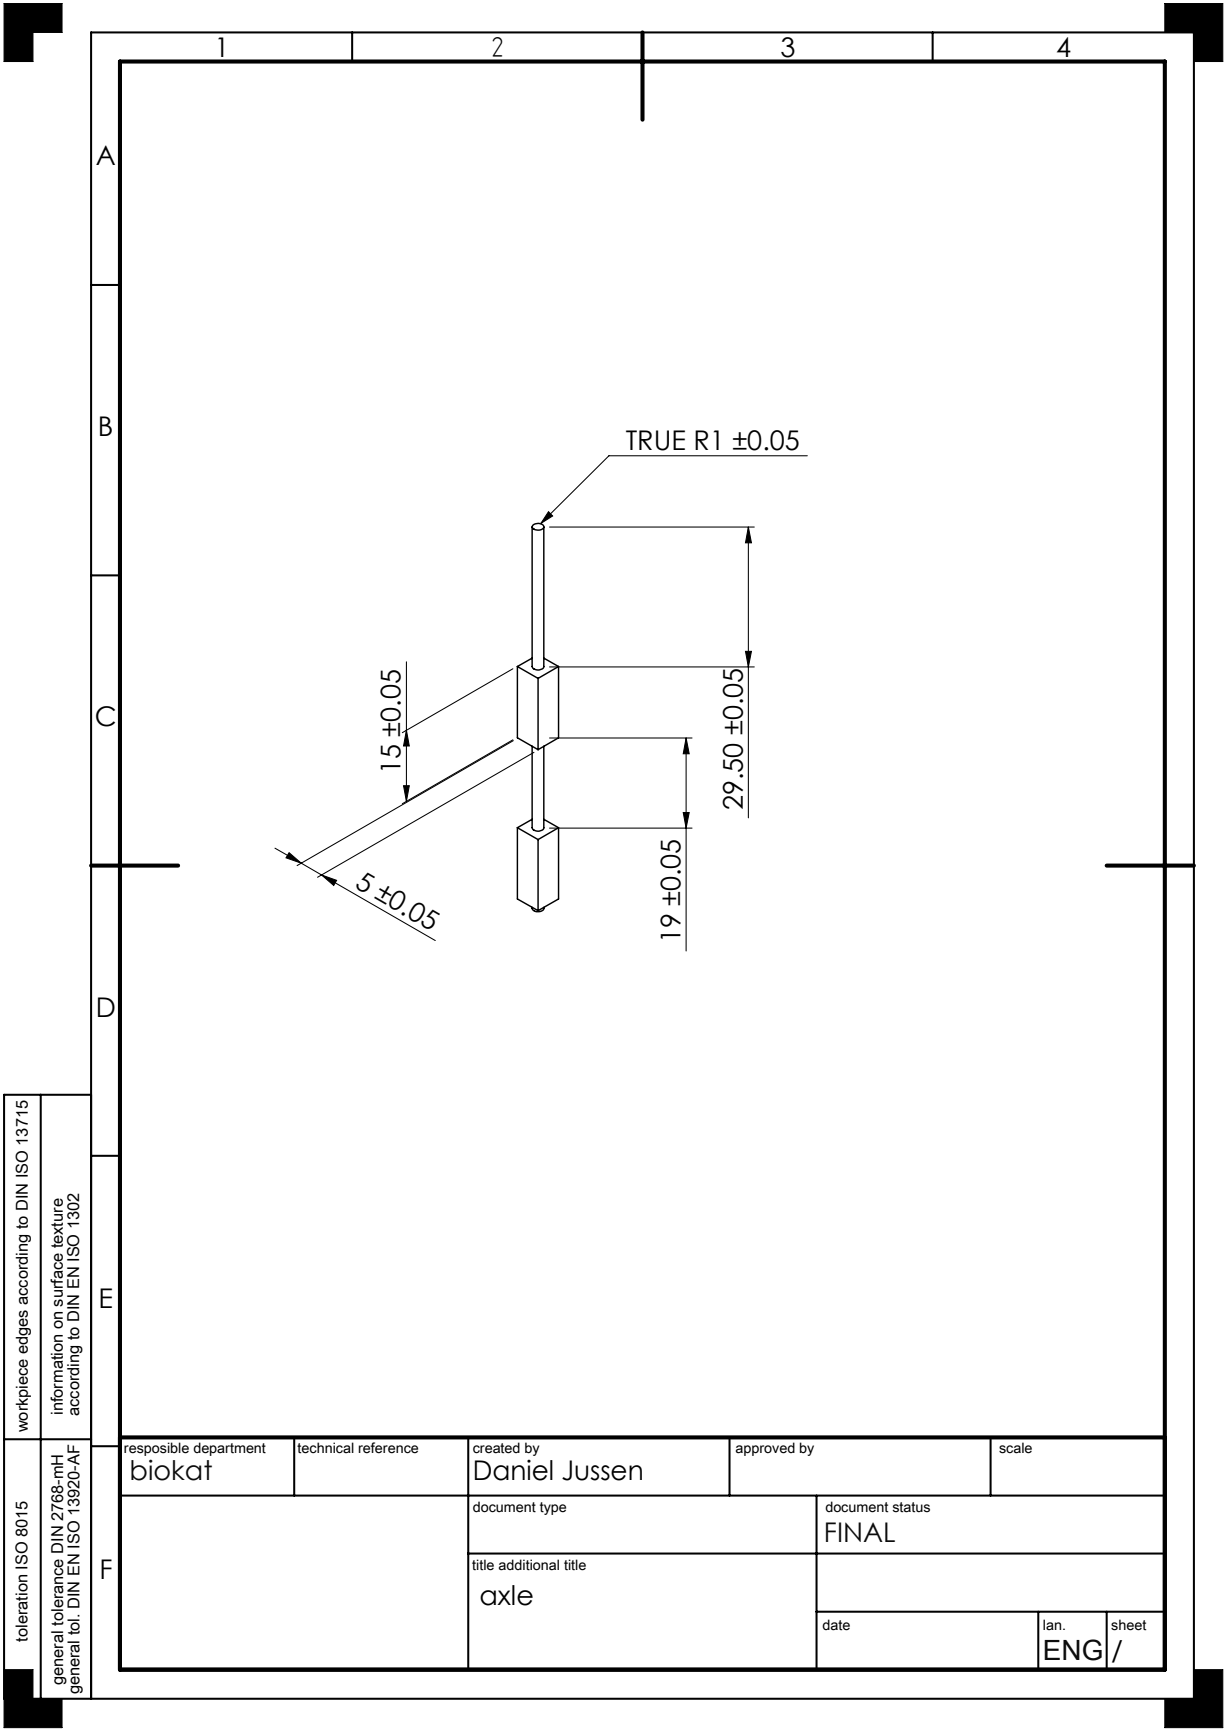 1
2
3
4
A
B
C
D
E
F
TRUE R1 ±0.05
29.50 ±0.05
15 ±0.05
19 ±0.05
5 ±0.05
workpiece edges according to DIN ISO 13715
information on surface texture
according to DIN EN ISO 1302
toleration ISO 8015
general tolerance DIN 2768-mH
general tol. DIN EN ISO 13920-AF
resposible department
biokat
technical reference
created by
Daniel Jussen
approved by
scale
document type
document status
FINAL
title additional title
axle
date
lan.
ENG
sheet
/